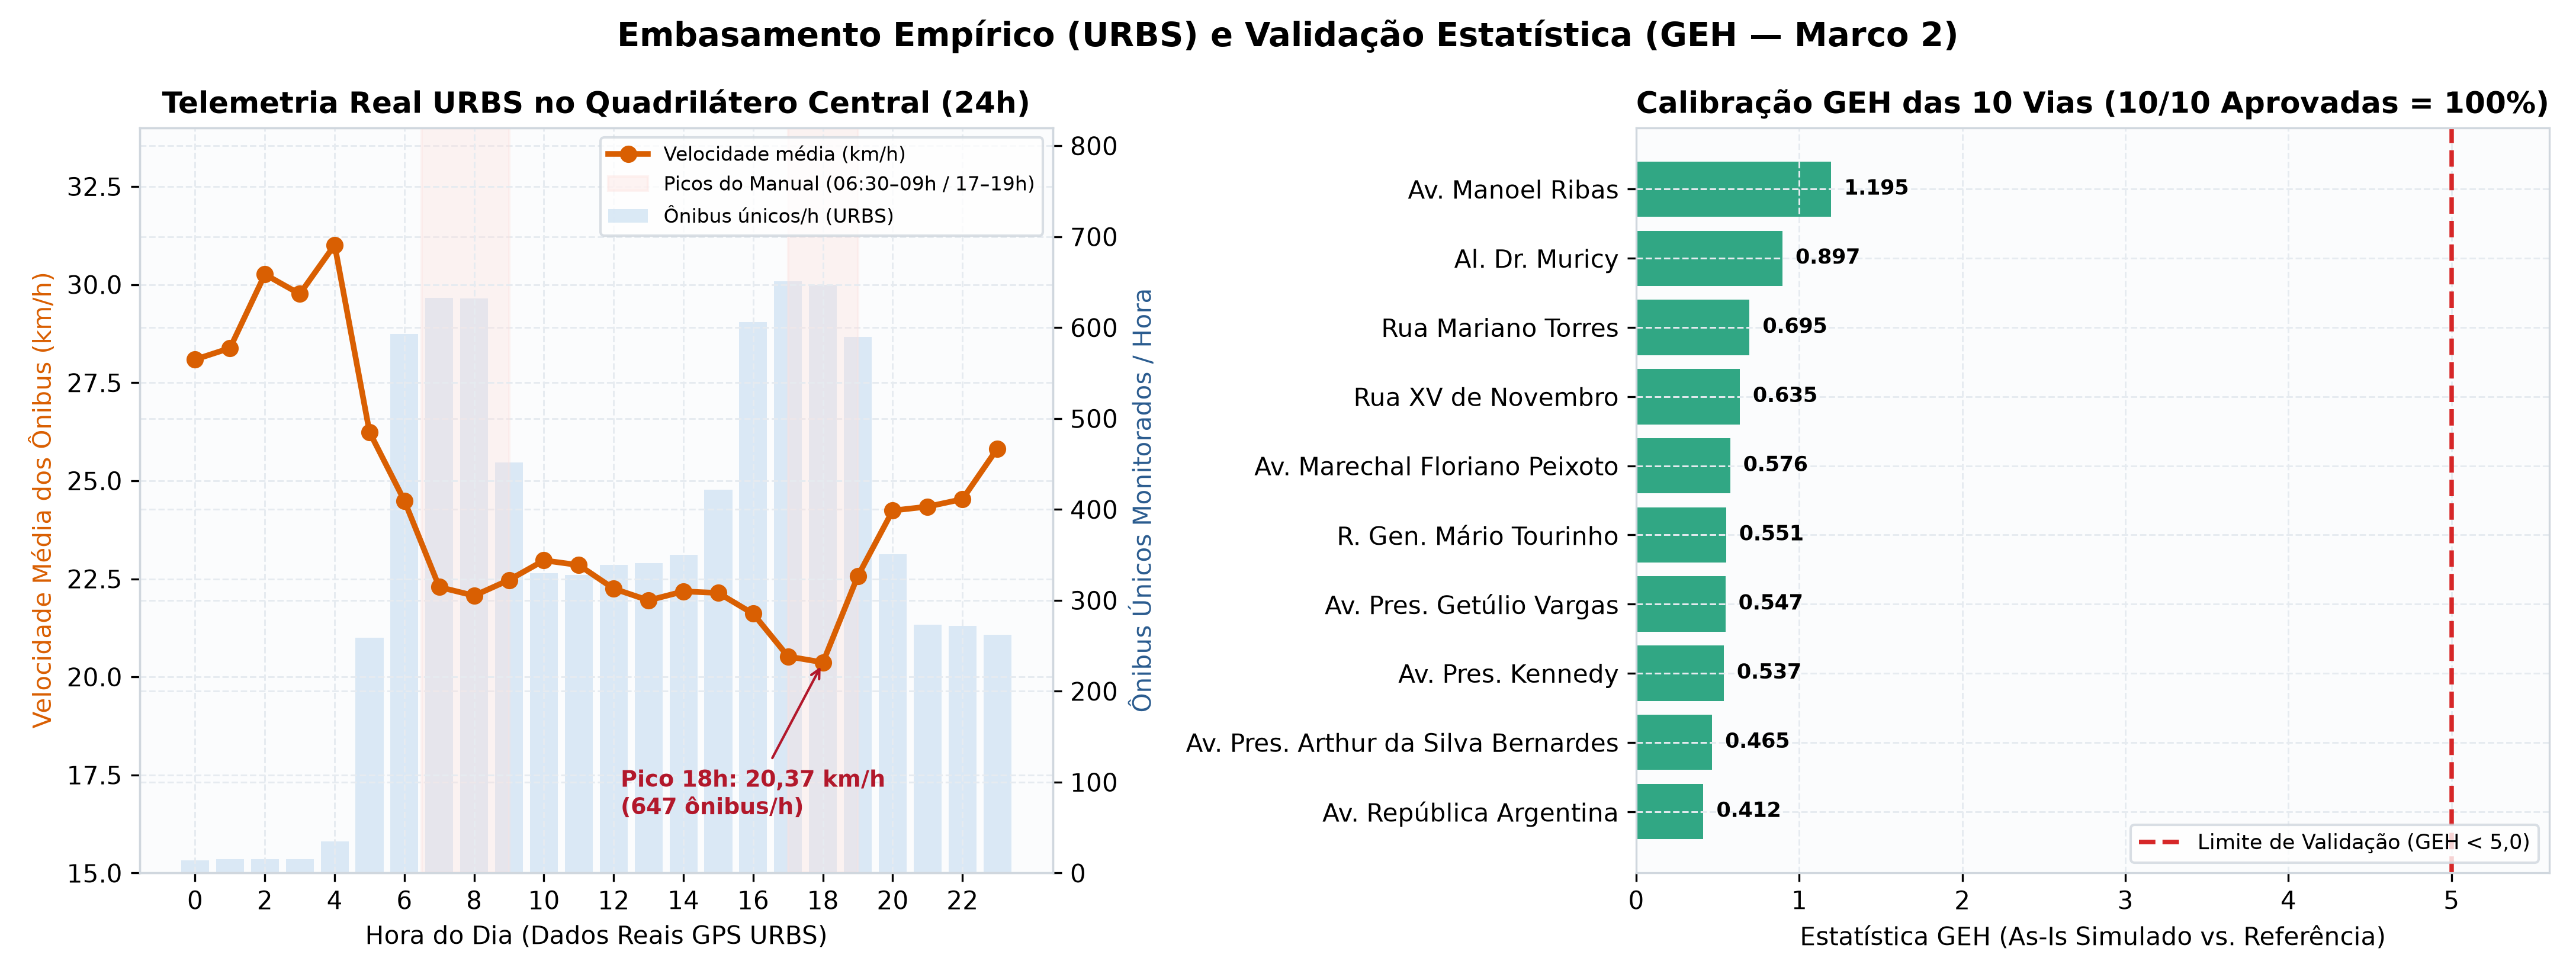 Embasamento Empírico (URBS) e Validação Estatística (GEH — Marco 2)
Telemetria Real URBS no Quadrilátero Central (24h)
Velocidade média (km/h)
Picos do Manual (06:30–09h / 17–19h)
Ônibus únicos/h (URBS)
Velocidade Média dos Ônibus (km/h)
32.5
30.0
27.5
25.0
22.5
20.0
17.5
15.0
800
700
600
500
400
300
200
100
0
Ônibus Únicos Monitorados / Hora
Pico 18h: 20,37 km/h
(647 ônibus/h)
0 2 4 6 8 10 12 14 16 18 20 22
Hora do Dia (Dados Reais GPS URBS)
Calibração GEH das 10 Vias (10/10 Aprovadas = 100%)
Av. Manoel Ribas 1.195
Al. Dr. Muricy 0.897
Rua Mariano Torres 0.695
Rua XV de Novembro 0.635
Av. Marechal Floriano Peixoto 0.576
R. Gen. Mário Tourinho 0.551
Av. Pres. Getúlio Vargas 0.547
Av. Pres. Kennedy 0.537
Av. Pres. Arthur da Silva Bernardes 0.465
Av. República Argentina 0.412
Limite de Validação (GEH < 5,0)
0 1 2 3 4 5
Estatística GEH (As-Is Simulado vs. Referência)